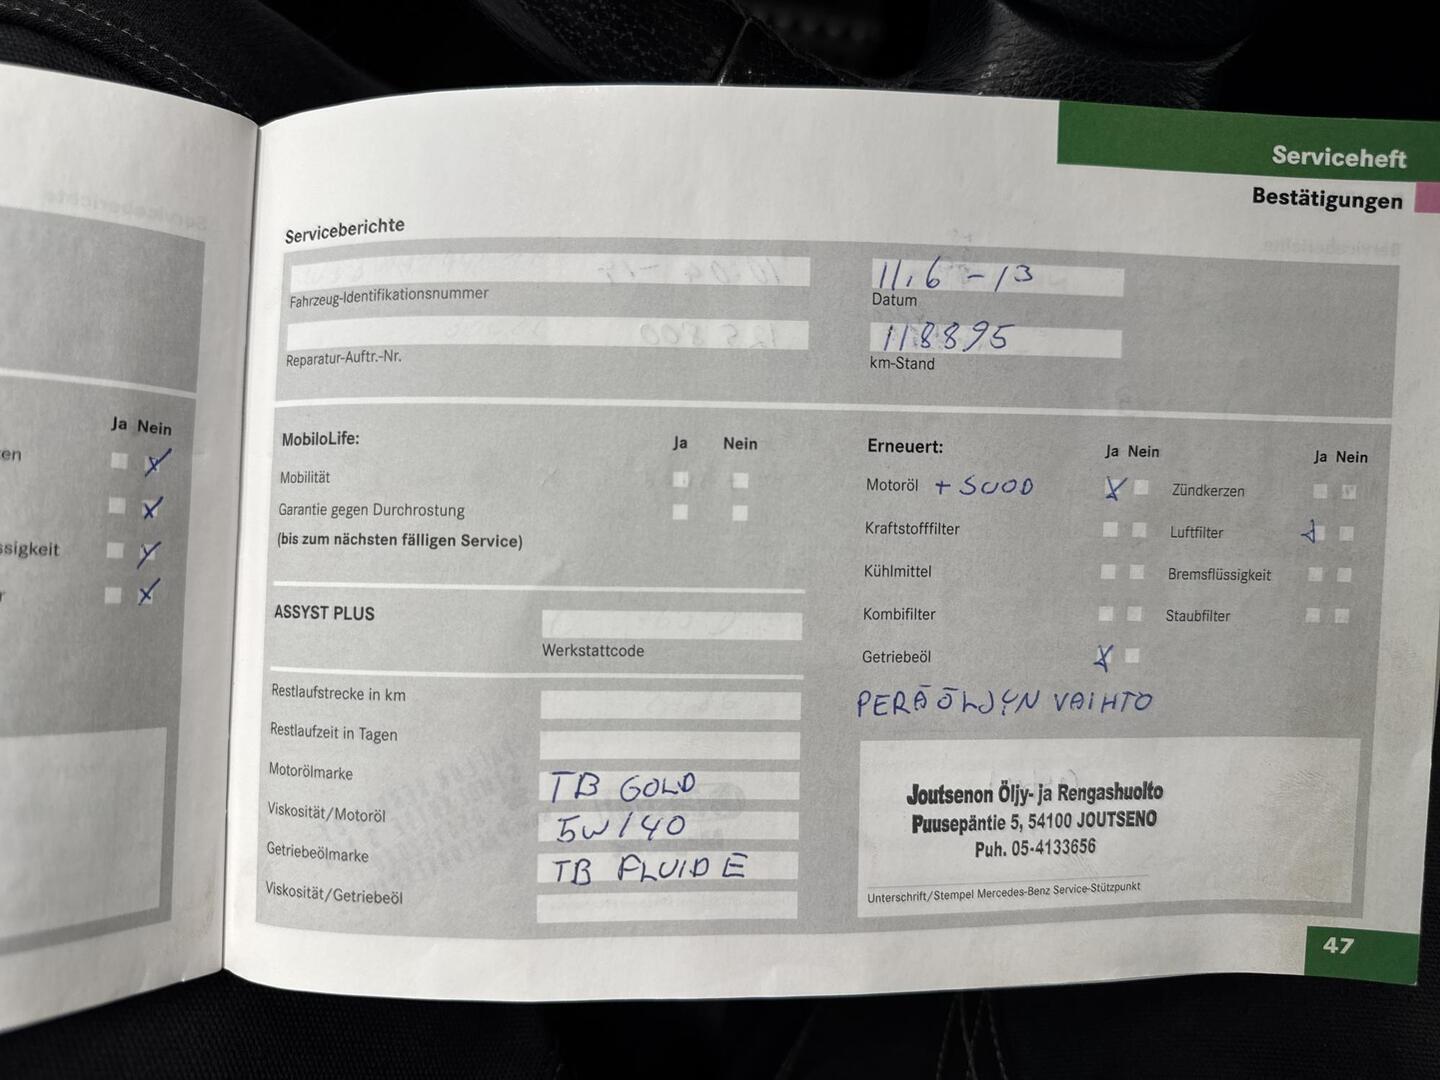 Serviceheft
Bestätigungen
Serviceberichte
11.6-13
Fahrzeug-Identifikationsnummer
Datum
118895
Reparatur-Auftr.-Nr.
km-Stand
Ja Nein
ssigkeit
MobiloLife:
Ja Nein
Mobilität
Garantie gegen Durchrostung
(bis zum nächsten fälligen Service)
ASSYST PLUS
Werkstattcode
Restlaufstrecke in km
Restlaufzeit in Tagen
Motorölmarke TB GOLD
Viskosität/Motoröl 5W/40
Getriebeölmarke TB FLUID E
Viskosität/Getriebeöl
Erneuert:
Ja Nein
Ja Nein
Motoröl + SUOD X
Zündkerzen
Kraftstofffilter
Luftfilter
Kühlmittel
Bremsflüssigkeit
Kombifilter
Staubfilter
Getriebeöl X
PERÄÖLJYN VAIHTO
Joutsenon Öljy- ja Rengashuolto
Puusepäntie 5, 54100 JOUTSENO
Puh. 05-4133656
Unterschrift/Stempel Mercedes-Benz Service-Stützpunkt
47